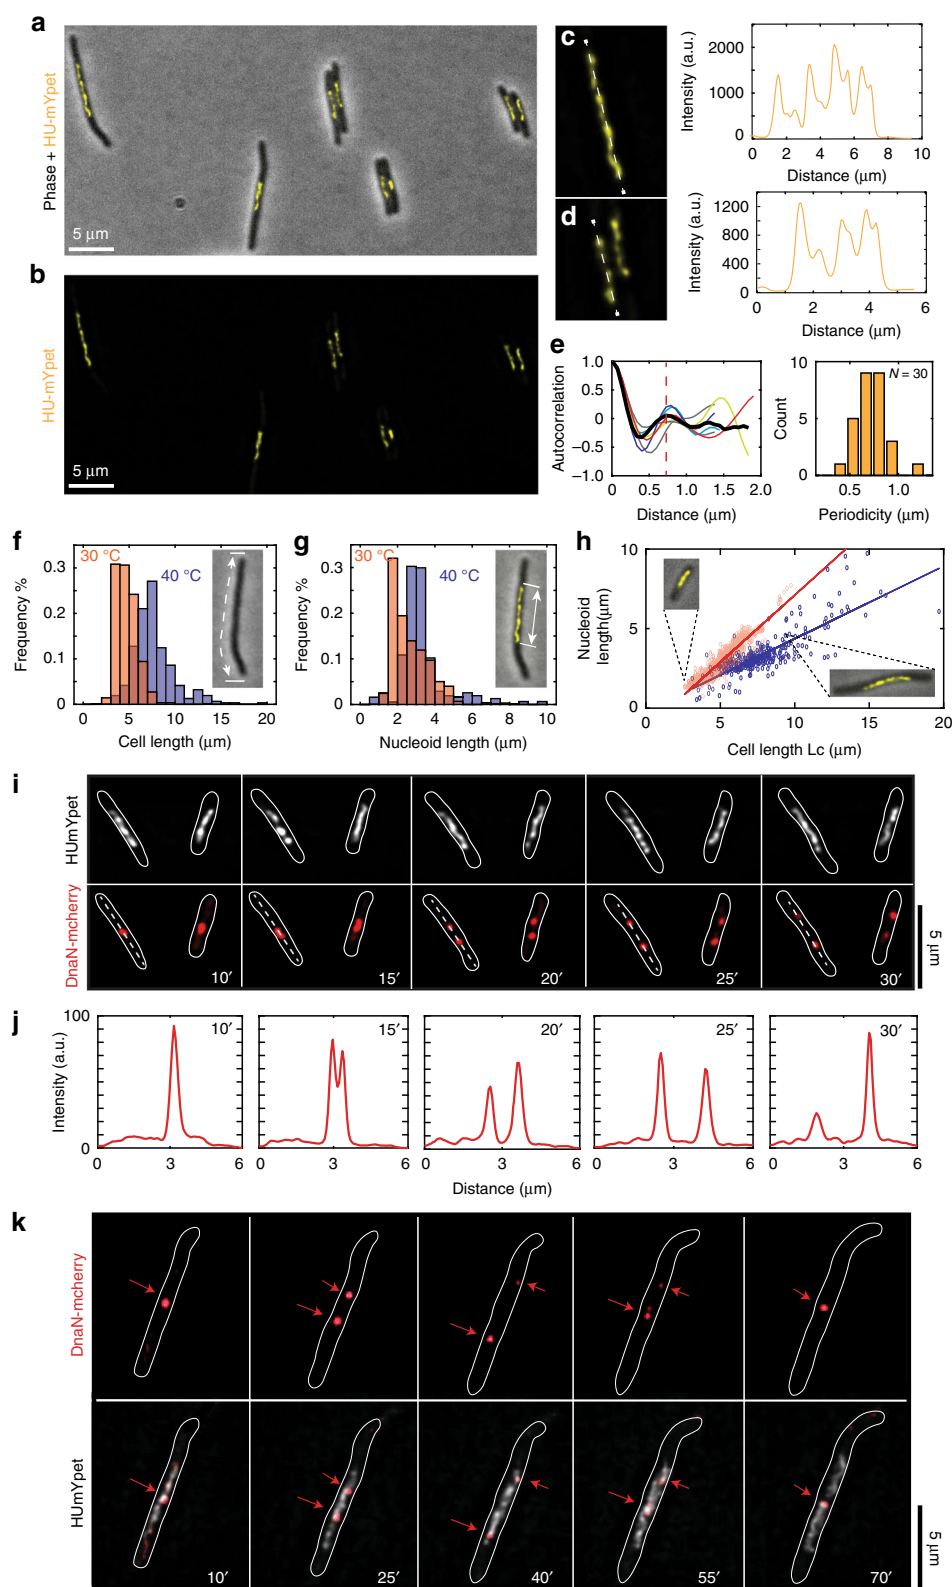 a
Phase + HU-mYpet
5 μm
b
HU-mYpet
5 μm
c
Intensity (a.u.)
2000
1000
0
0 2 4 6 8 10
Distance (μm)
d
Intensity (a.u.)
1200
800
400
0
0 2 4 6
Distance (μm)
e
Autocorrelation
1.0
0.5
0
−0.5
−1.0
0 0.5 1.0 1.5 2.0
Distance (μm)
Count
10
5
0
N = 30
0.5 1.0
Periodicity (μm)
f
30 °C
40 °C
Frequency %
0.3
0.2
0.1
0
0 5 10 15 20
Cell length (μm)
g
30 °C
40 °C
Frequency %
0.3
0.2
0.1
0
0 2 4 6 8 10
Nucleoid length (μm)
h
Nucleoid
length(μm)
10
5
0
0 5 10 15 20
Cell length Lc (μm)
i
HUmYpet
DnaN-mcherry
10′ 15′ 20′ 25′ 30′
5 μm
j
Intensity (a.u.)
100
0
10′ 15′ 20′ 25′ 30′
0 3 6 0 3 6 0 3 6 0 3 6 0 3 6
Distance (μm)
k
DnaN-mcherry
HUmYpet
10′ 25′ 40′ 55′ 70′
5 μm